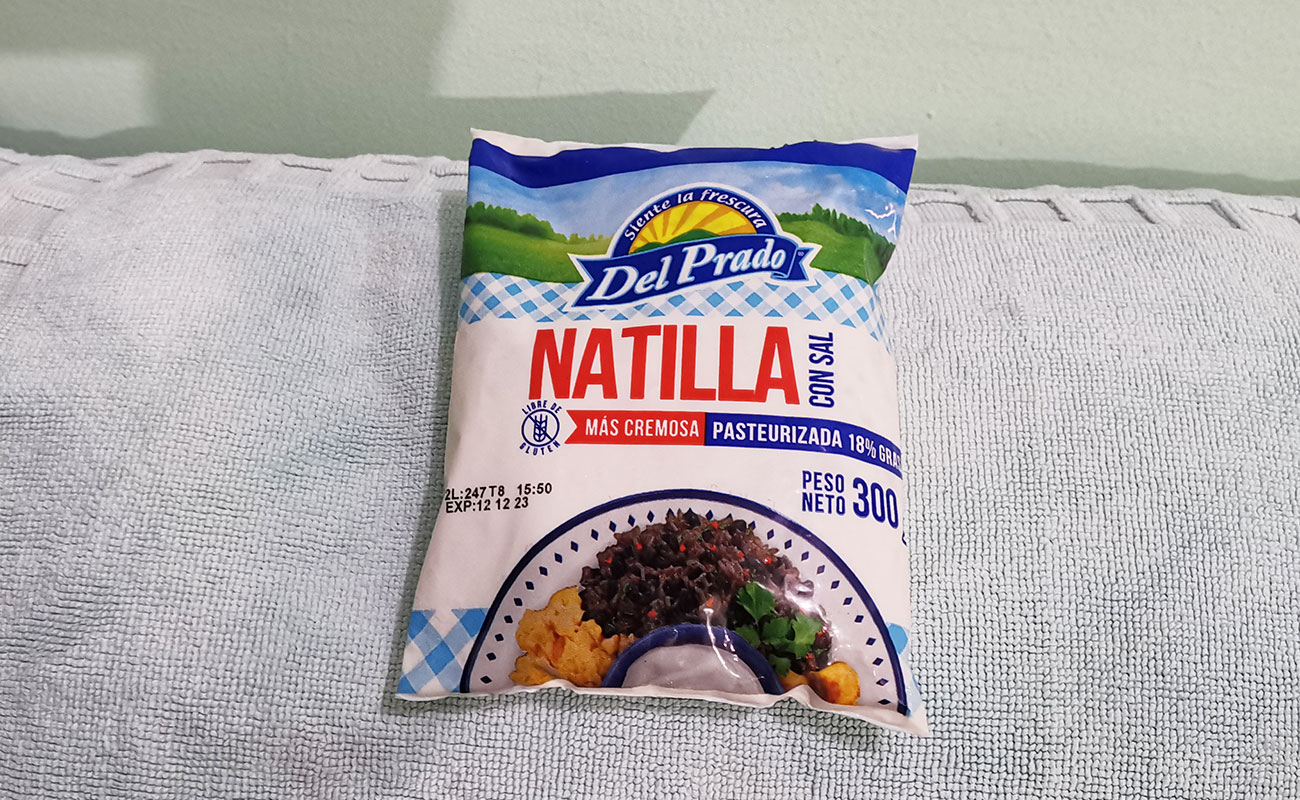 Siente la frescura
Del Prado
NATILLA
CON SAL
LIBRE DE
GLUTEN
MÁS CREMOSA
PASTEURIZADA 18%
2L:247 T8 15:50
EXP:12 12 23
PESO
NETO 300